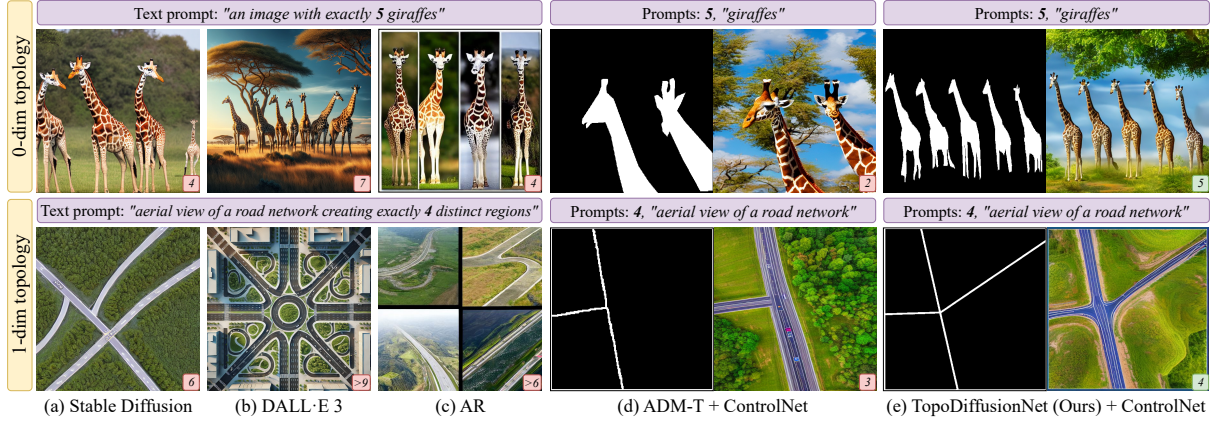 0-dim topology
Text prompt: "an image with exactly 5 giraffes"
Prompts: 5, "giraffes"
Prompts: 5, "giraffes"
4
7
4
2
5
1-dim topology
Text prompt: "aerial view of a road network creating exactly 4 distinct regions"
Prompts: 4, "aerial view of a road network"
Prompts: 4, "aerial view of a road network"
6
>9
>6
3
4
(a) Stable Diffusion
(b) DALL·E 3
(c) AR
(d) ADM-T + ControlNet
(e) TopoDiffusionNet (Ours) + ControlNet